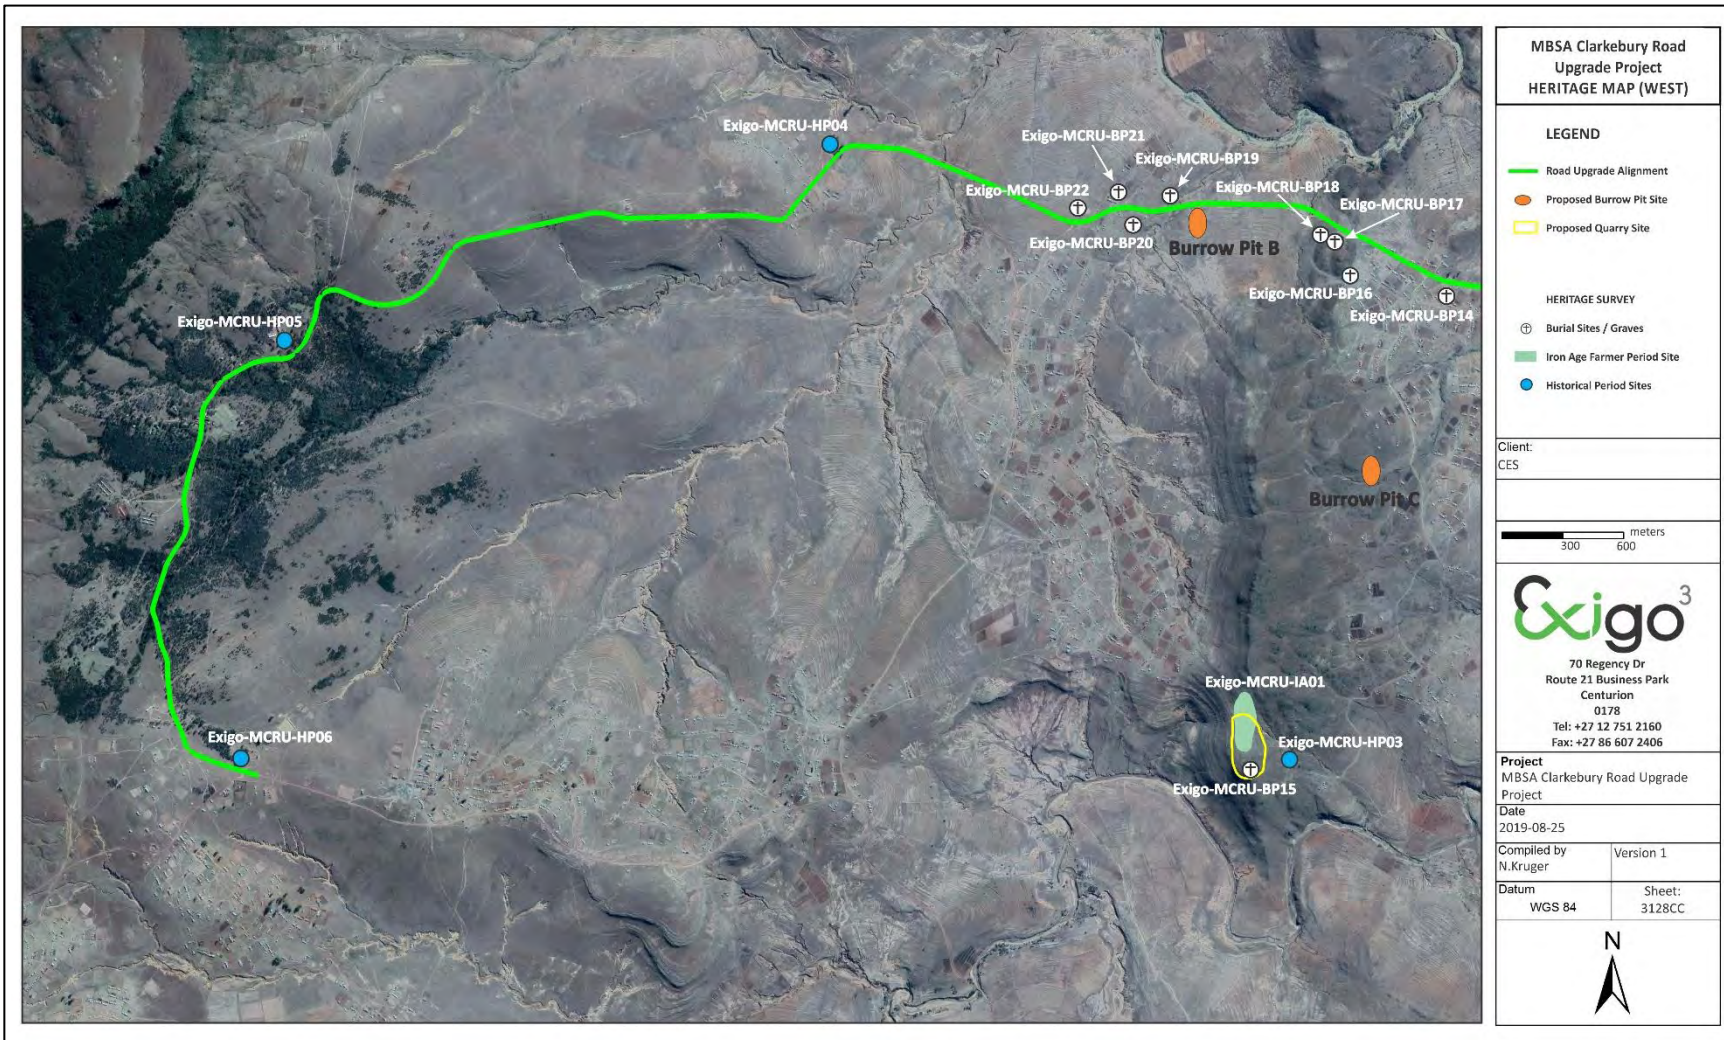 Exigo-MCRU-HP04
Exigo-MCRU-BP21
Exigo-MCRU-BP19
Exigo-MCRU-BP22
Exigo-MCRU-BP18
Exigo-MCRU-BP17
Exigo-MCRU-BP20
Burrow Pit B
Exigo-MCRU-BP16
Exigo-MCRU-BP14
Exigo-MCRU-HP05
Burrow Pit C
Exigo-MCRU-IA01
Exigo-MCRU-HP06
Exigo-MCRU-HP03
Exigo-MCRU-BP15
MBSA Clarkebury Road
Upgrade Project
HERITAGE MAP (WEST)
LEGEND
Road Upgrade Alignment
Proposed Burrow Pit Site
Proposed Quarry Site
HERITAGE SURVEY
Burial Sites / Graves
Iron Age Farmer Period Site
Historical Period Sites
Client:
CES
meters
300 600
Exigo3
70 Regency Dr
Route 21 Business Park
Centurion
0178
Tel: +27 12 751 2160
Fax: +27 86 607 2406
Project
MBSA Clarkebury Road Upgrade
Project
Date
2019-08-25
Compiled by
N.Kruger
Version 1
Datum
WGS 84
Sheet:
3128CC
N